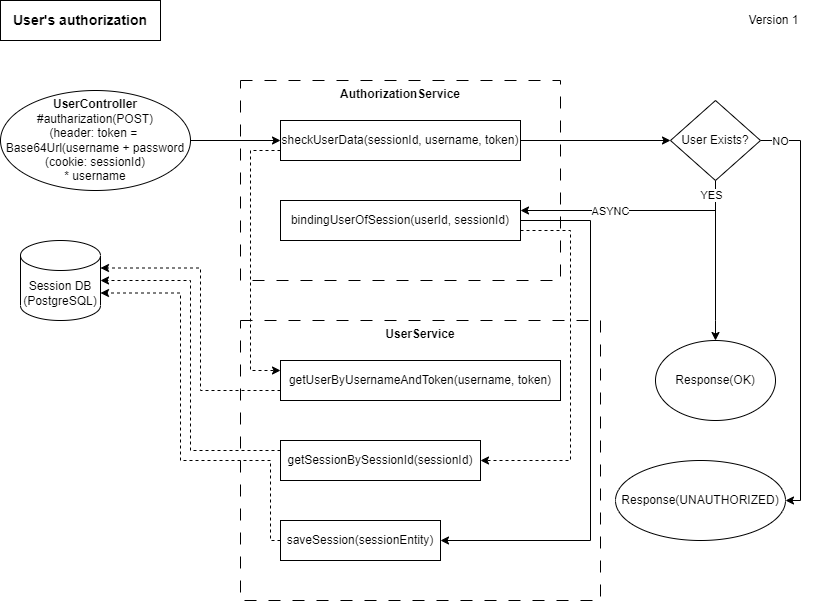 User's authorization
Version 1
UserController
#authorization(POST)
(header: token =
Base64Url(username + password
(cookie: sessionId)
* username
AuthorizationService
sheckUserData(sessionId, username, token)
User Exists?
NO
YES
bindingUserOfSession(userId, sessionId)
ASYNC
Session DB
(PostgreSQL)
UserService
getUserByUsernameAndToken(username, token)
Response(OK)
getSessionBySessionId(sessionId)
Response(UNAUTHORIZED)
saveSession(sessionEntity)